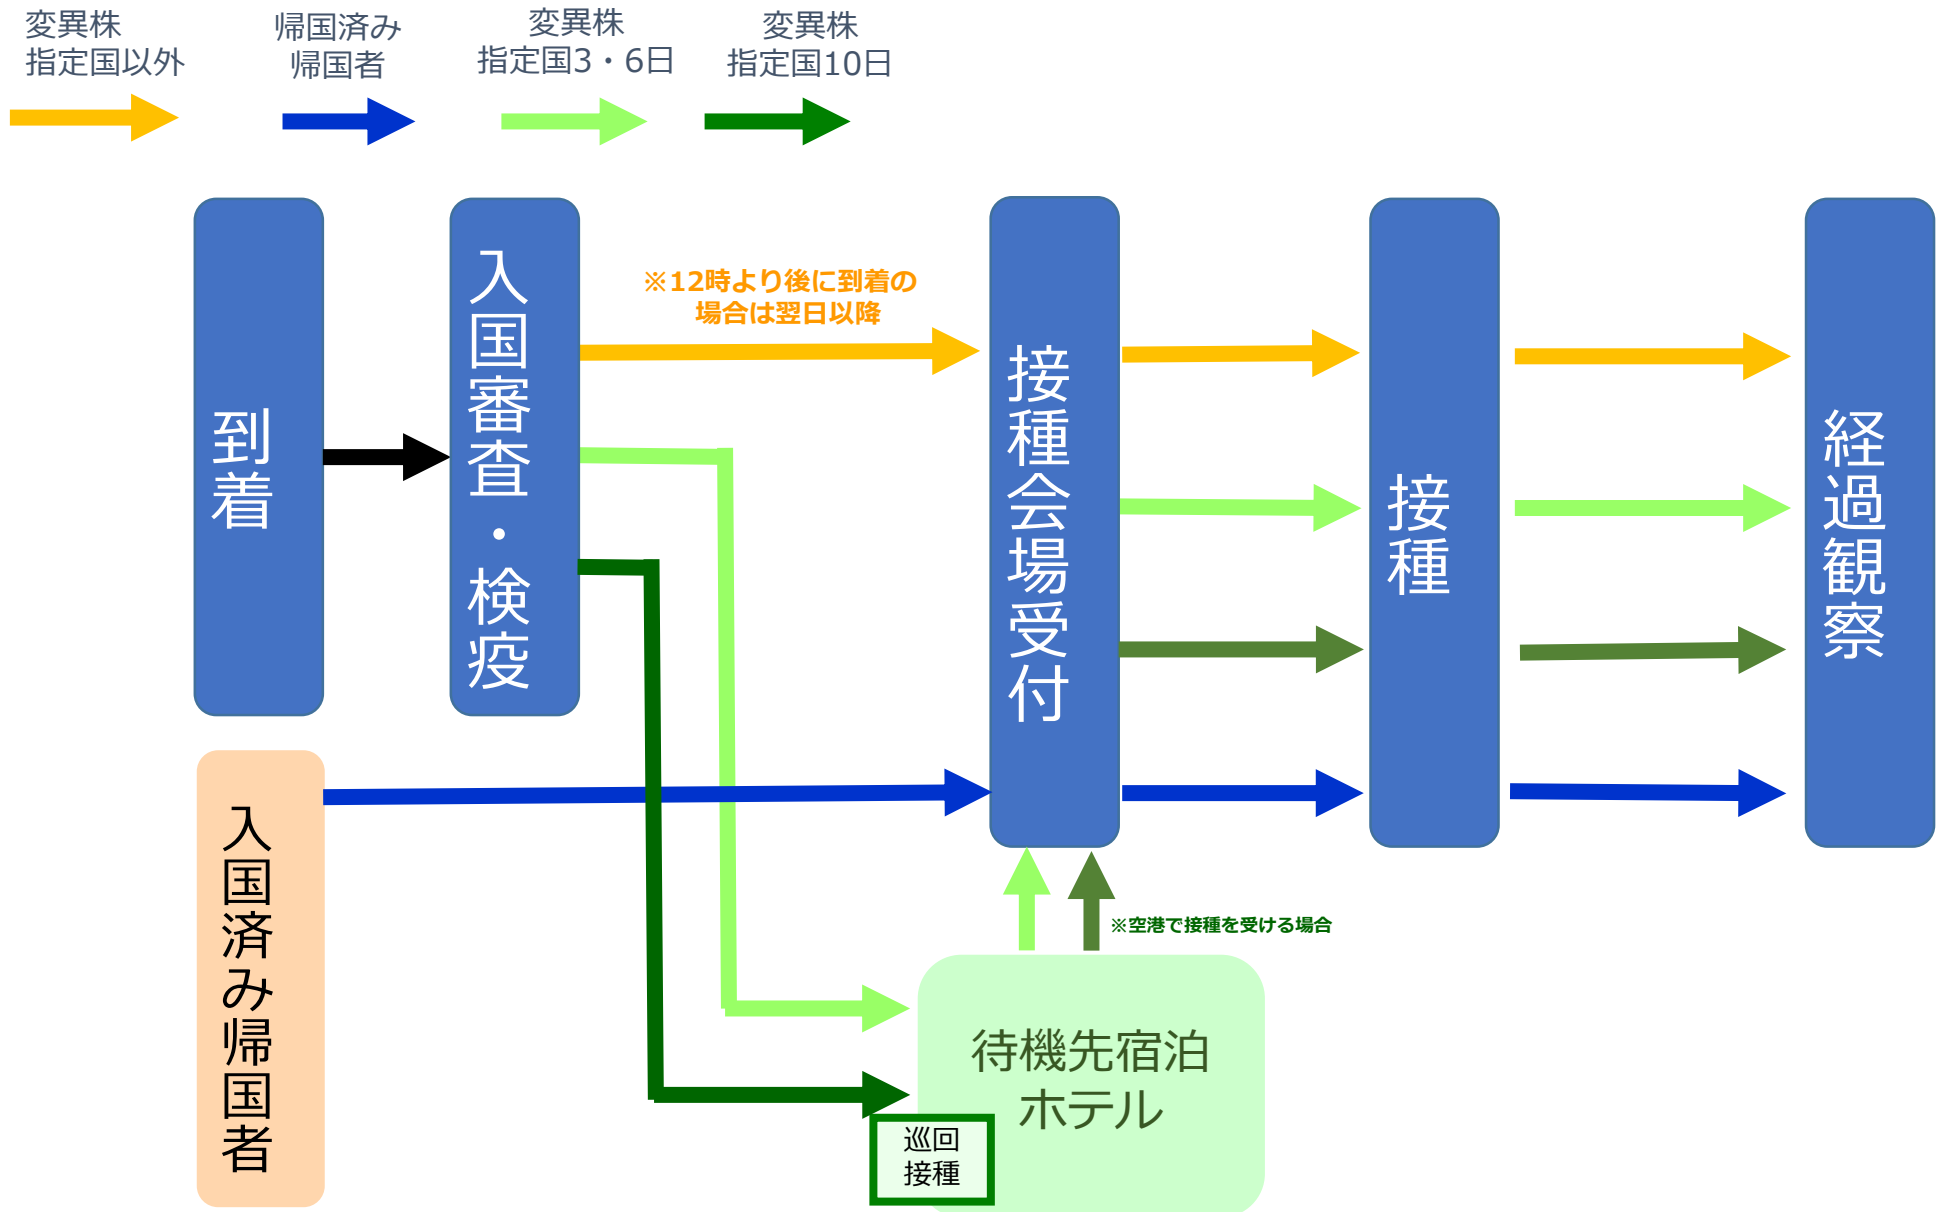 変異株
指定国以外
帰国済み
帰国者
変異株
指定国3・6日
変異株
指定国10日
到着
入国審査・検疫
※12時より後に到着の
場合は翌日以降
接種会場受付
接種
経過観察
入国済み帰国者
※空港で接種を受ける場合
待機先宿泊
ホテル
巡回
接種